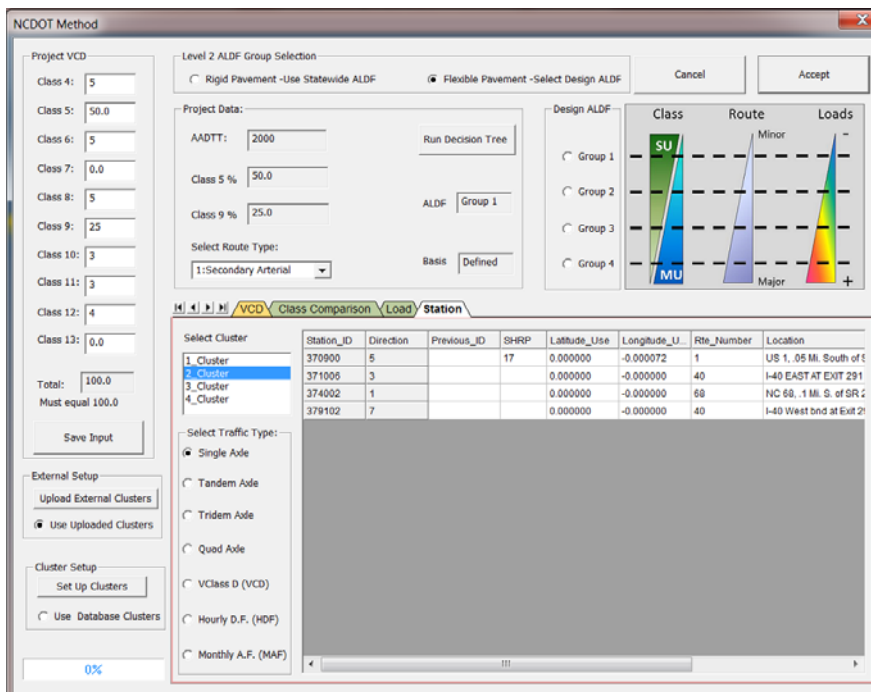 NCDOT Method
Project VCD
Class 4: 5
Class 5: 50.0
Class 6: 5
Class 7: 0.0
Class 8: 5
Class 9: 25
Class 10: 3
Class 11: 3
Class 12: 4
Class 13: 0.0
Total: 100.0
Must equal 100.0
Save Input
External Setup
Upload External Clusters
Use Uploaded Clusters
Cluster Setup
Set Up Clusters
Use Database Clusters
0%
Level 2 ALDF Group Selection
Rigid Pavement -Use Statewide ALDF Flexible Pavement -Select Design ALDF
Cancel Accept
Project Data:
AADTT: 2000 Run Decision Tree
Class 5 % 50.0
ALDF Group 1
Class 9 % 25.0
Select Route Type:
1:Secondary Arterial
Basis Defined
Design ALDF
Group 1
Group 2
Group 3
Group 4
Class Route Loads
SU Minor -
MU Major +
VCD Class Comparison Load Station
Select Cluster
1_Cluster
2_Cluster
3_Cluster
4_Cluster
Select Traffic Type:
Single Axle
Tandem Axle
Tridem Axle
Quad Axle
VClass D (VCD)
Hourly D.F. (HDF)
Monthly A.F. (MAF)
Station_ID Direction Previous_ID SHRP Latitude_Use Longitude_U... Rte_Number Location
370900 5 17 0.000000 -0.000072 1 US 1, .05 Mi. South of S
371006 3 0.000000 -0.000000 40 I-40 EAST AT EXIT 291
374002 1 0.000000 -0.000000 68 NC 68, .1 Mi. S. of SR 2
379102 7 0.000000 -0.000000 40 I-40 West bnd at Exit 29